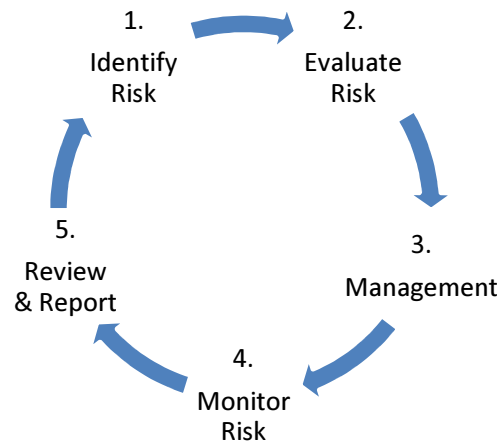 1.
Identify
Risk
2.
Evaluate
Risk
3.
Management
4.
Monitor
Risk
5.
Review
& Report